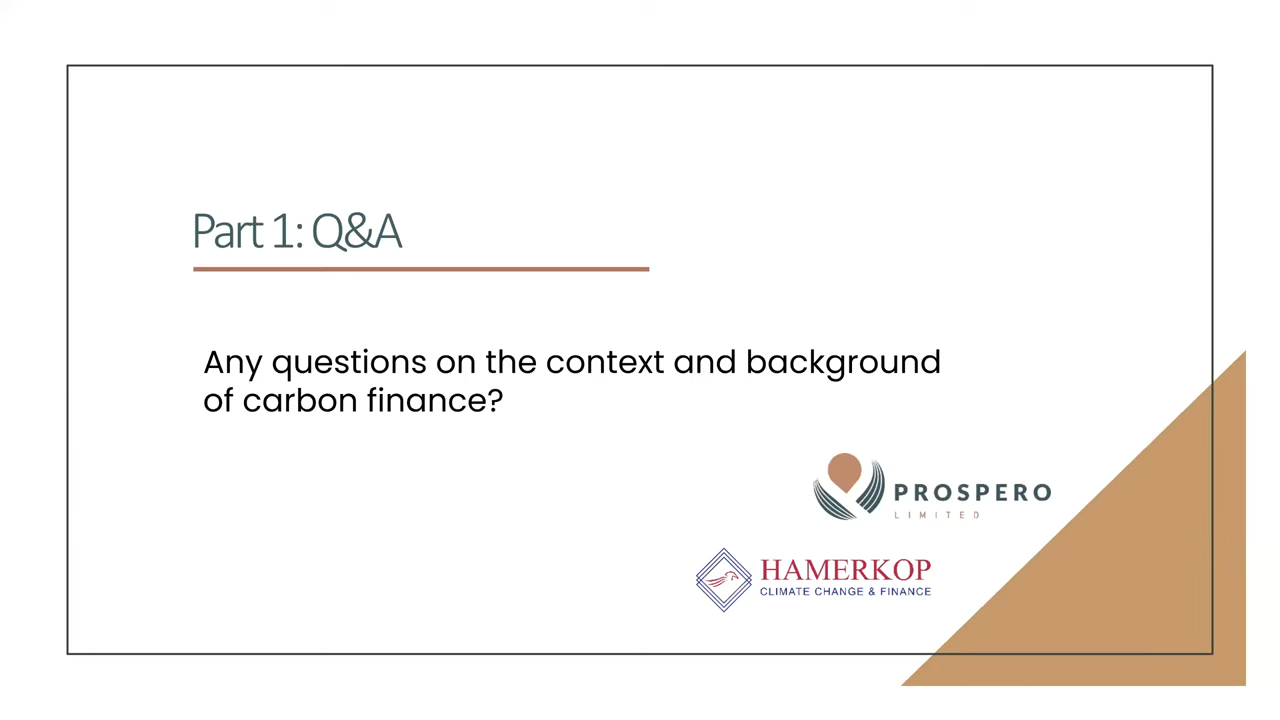 Part 1: Q&A
Any questions on the context and background
of carbon finance?
PROSPERO
LIMITED
HAMERKOP
CLIMATE CHANGE & FINANCE